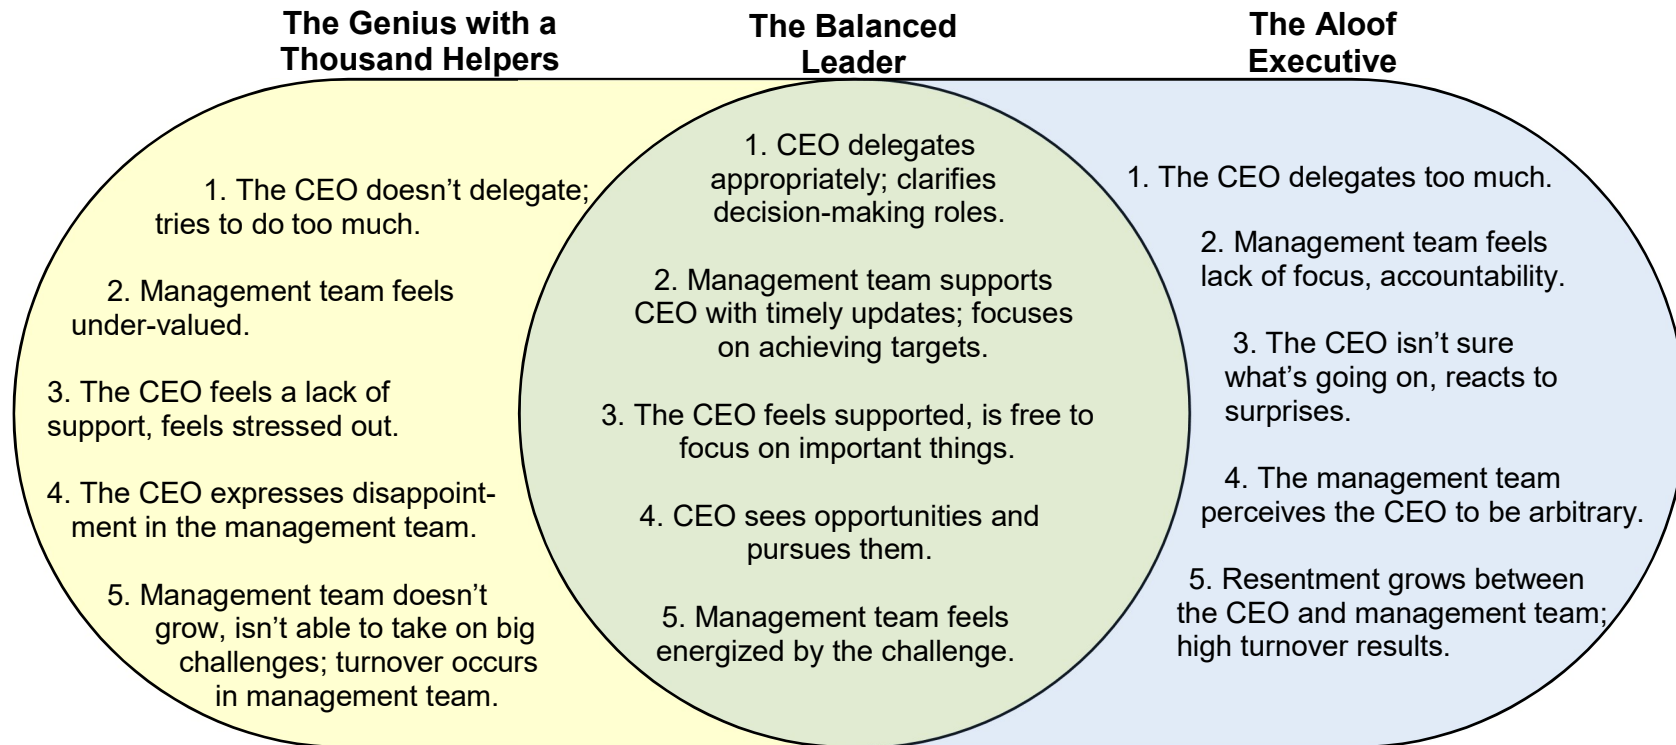 The Genius with a
Thousand Helpers
The Balanced
Leader
The Aloof
Executive
1. The CEO doesn’t delegate;
tries to do too much.
2. Management team feels
under-valued.
3. The CEO feels a lack of
support, feels stressed out.
4. The CEO expresses disappoint-
ment in the management team.
5. Management team doesn’t
grow, isn’t able to take on big
challenges; turnover occurs
in management team.
1. CEO delegates
appropriately; clarifies
decision-making roles.
2. Management team supports
CEO with timely updates; focuses
on achieving targets.
3. The CEO feels supported, is free to
focus on important things.
4. CEO sees opportunities and
pursues them.
5. Management team feels
energized by the challenge.
1. The CEO delegates too much.
2. Management team feels
lack of focus, accountability.
3. The CEO isn’t sure
what’s going on, reacts to
surprises.
4. The management team
perceives the CEO to be arbitrary.
5. Resentment grows between
the CEO and management team;
high turnover results.